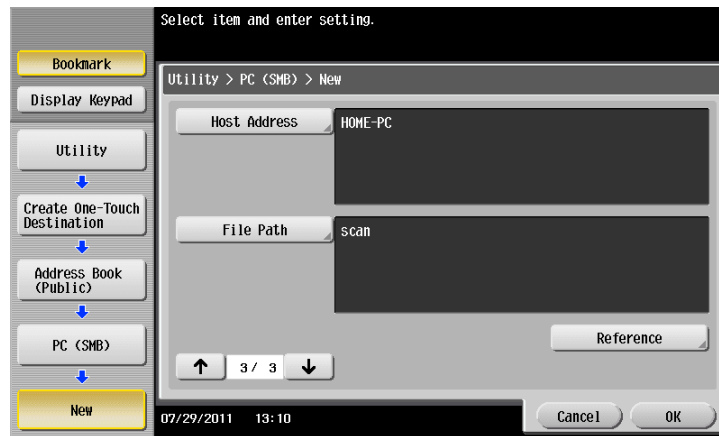 Select item and enter setting.
Bookmark
Display Keypad
Utility
Create One-Touch
Destination
Address Book
(Public)
PC (SMB)
New
Utility > PC (SMB) > New
Host Address
HOME-PC
File Path
scan
Reference
3/ 3
07/29/2011 13:10
Cancel
OK